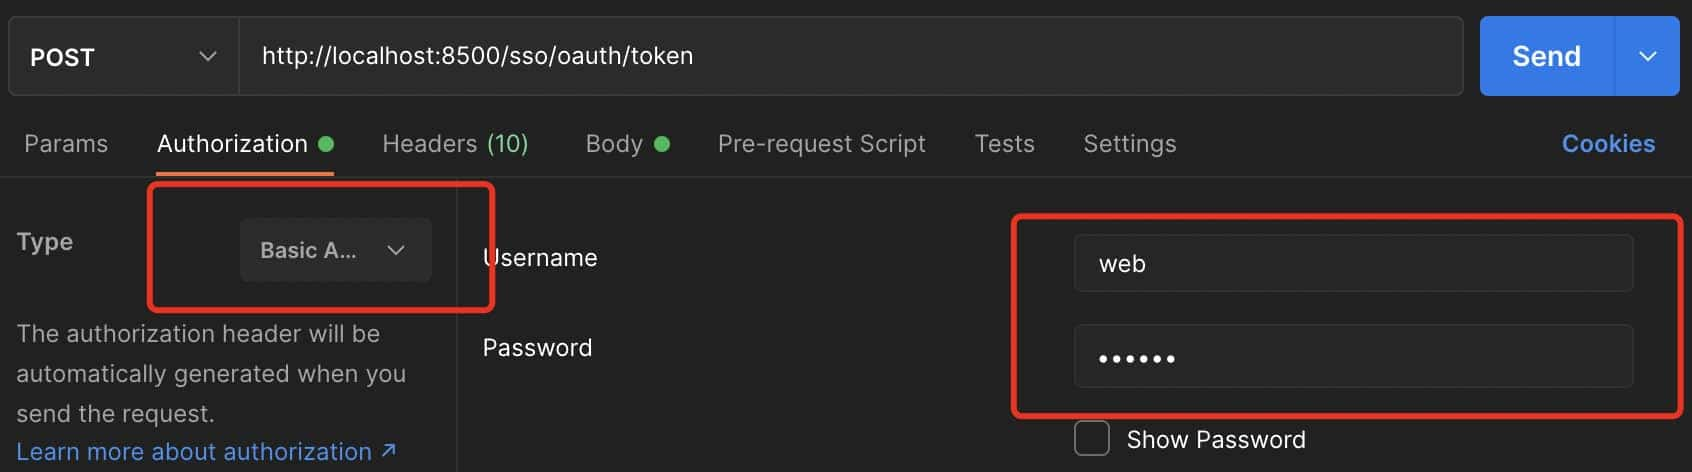 POST http://localhost:8500/sso/oauth/token Send
Params Authorization Headers (10) Body Pre-request Script Tests Settings Cookies
Type Basic A...
Username web
The authorization header will be
automatically generated when you
send the request.
Learn more about authorization ↗
Password ••••••
Show Password